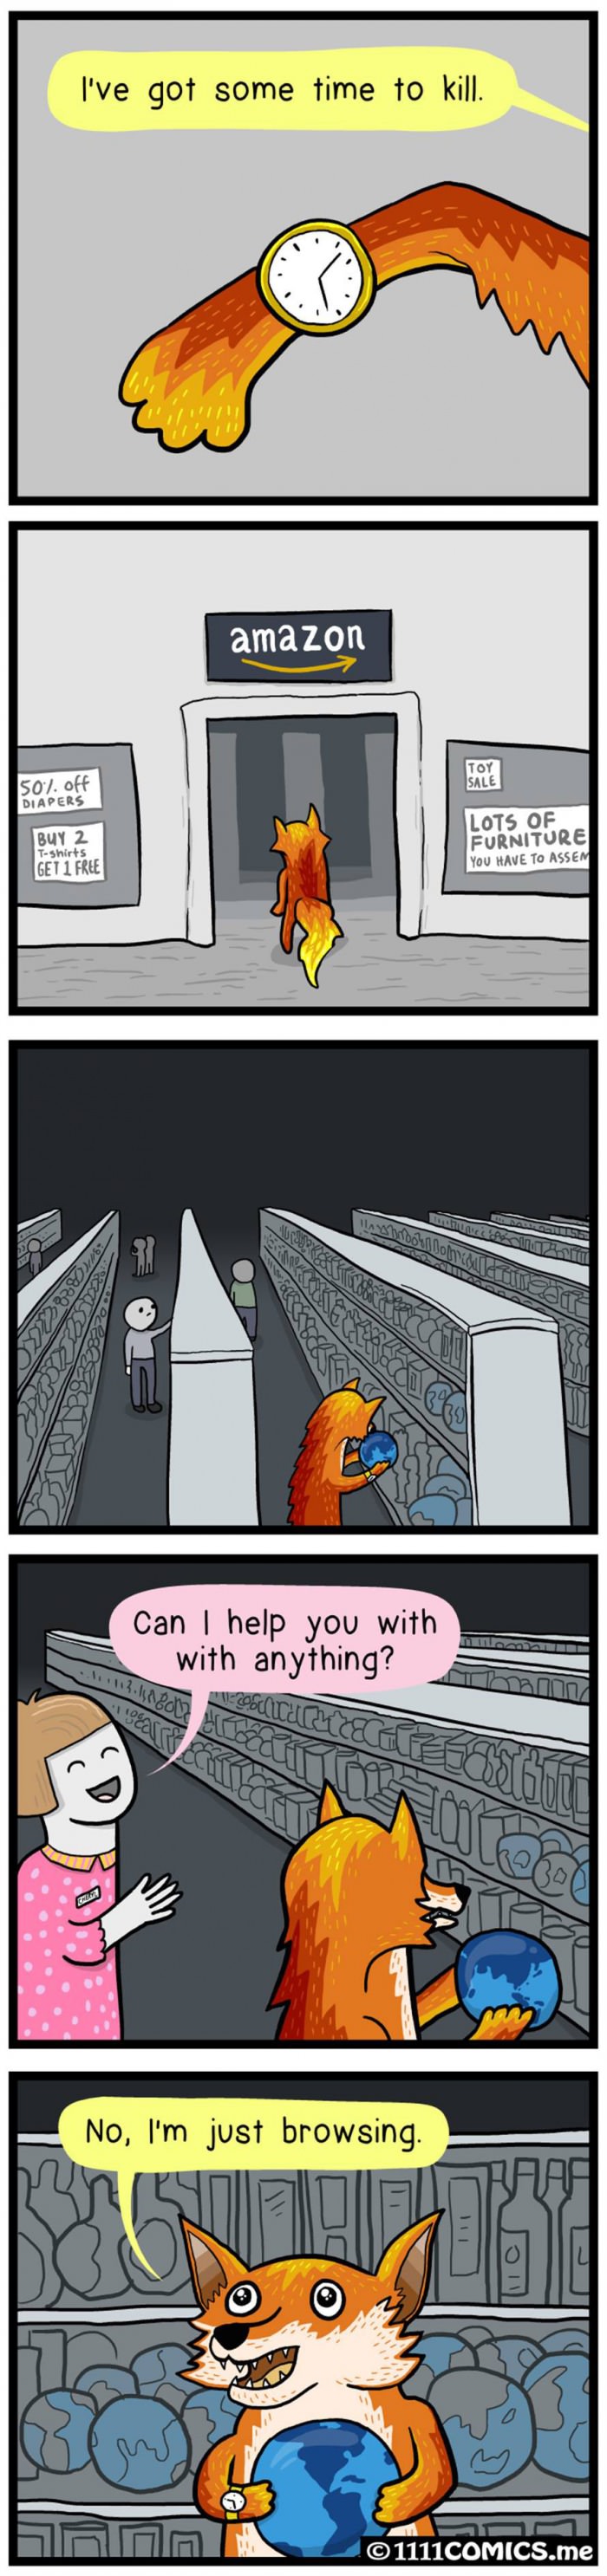 I've got some time to kill.
amazon
50% off
DIAPERS
BUY 2
T-shirts
GET 1 FREE
TOY
SALE
LOTS OF
FURNITURE
YOU HAVE TO ASSEM
Can I help you with
with anything?
No, I'm just browsing.
© 1111COMICS.me